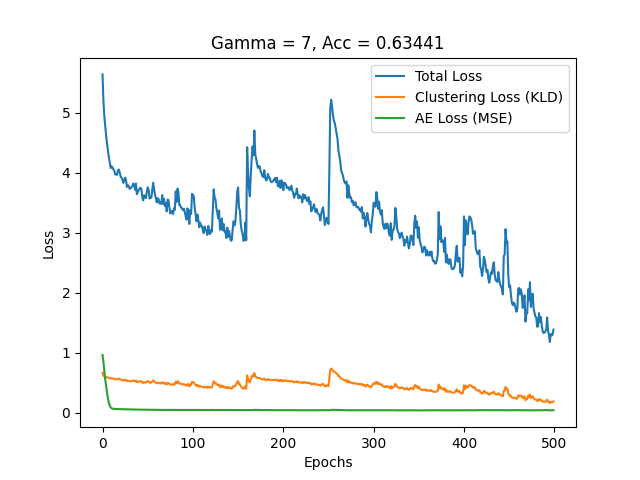 Gamma = 7, Acc = 0.63441
Total Loss
Clustering Loss (KLD)
AE Loss (MSE)
Loss
5
4
3
2
1
0
0 100 200 300 400 500
Epochs